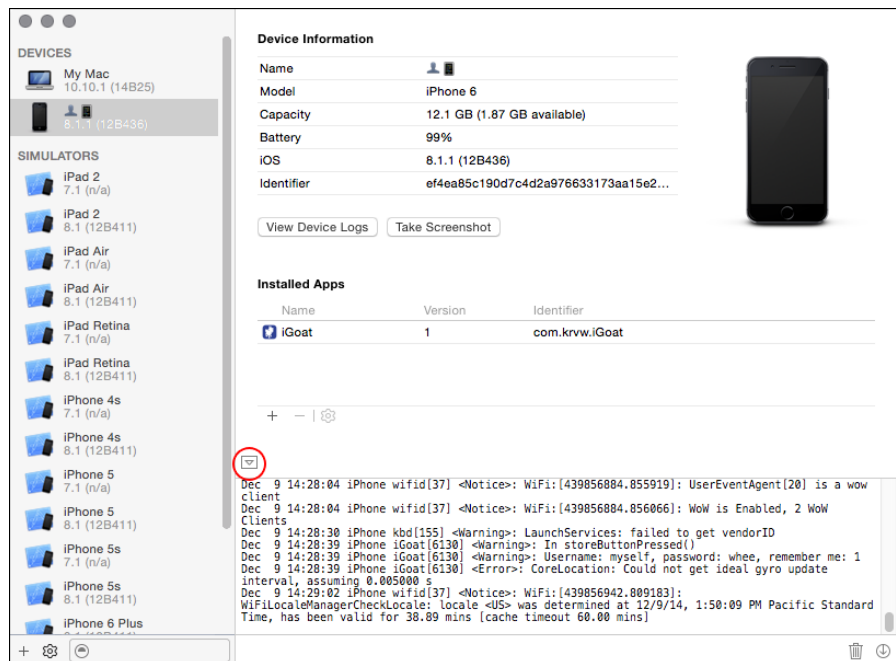 DEVICES
My Mac
10.10.1 (14B25)
8.1.1 (12B436)
SIMULATORS
iPad 2
7.1 (n/a)
iPad 2
8.1 (12B411)
iPad Air
7.1 (n/a)
iPad Air
8.1 (12B411)
iPad Retina
7.1 (n/a)
iPad Retina
8.1 (12B411)
iPhone 4s
7.1 (n/a)
iPhone 4s
8.1 (12B411)
iPhone 5
7.1 (n/a)
iPhone 5
8.1 (12B411)
iPhone 5s
7.1 (n/a)
iPhone 5s
8.1 (12B411)
iPhone 6 Plus
Device Information
Name
Model iPhone 6
Capacity 12.1 GB (1.87 GB available)
Battery 99%
iOS 8.1.1 (12B436)
Identifier ef4ea85c190d7c4d2a976633173aa15e2...
View Device Logs Take Screenshot
Installed Apps
Name Version Identifier
iGoat 1 com.krvw.iGoat
Dec 9 14:28:04 iPhone wifid[37] <Notice>: WiFi:[439856884.855919]: UserEventAgent[20] is a wow
client
Dec 9 14:28:04 iPhone wifid[37] <Notice>: WiFi:[439856884.856066]: WoW is Enabled, 2 WoW
Clients
Dec 9 14:28:30 iPhone kbd[155] <Warning>: LaunchServices: failed to get vendorID
Dec 9 14:28:39 iPhone iGoat[6130] <Warning>: In storeButtonPressed()
Dec 9 14:28:39 iPhone iGoat[6130] <Warning>: Username: myself, password: whee, remember me: 1
Dec 9 14:28:39 iPhone iGoat[6130] <Error>: CoreLocation: Could not get ideal gyro update
interval, assuming 0.005000 s
Dec 9 14:29:02 iPhone wifid[37] <Notice>: WiFi:[439856942.809183]:
WiFiLocaleManagerCheckLocale: locale <US> was determined at 12/9/14, 1:50:09 PM Pacific Standard
Time, has been valid for 38.89 mins [cache timeout 60.00 mins]